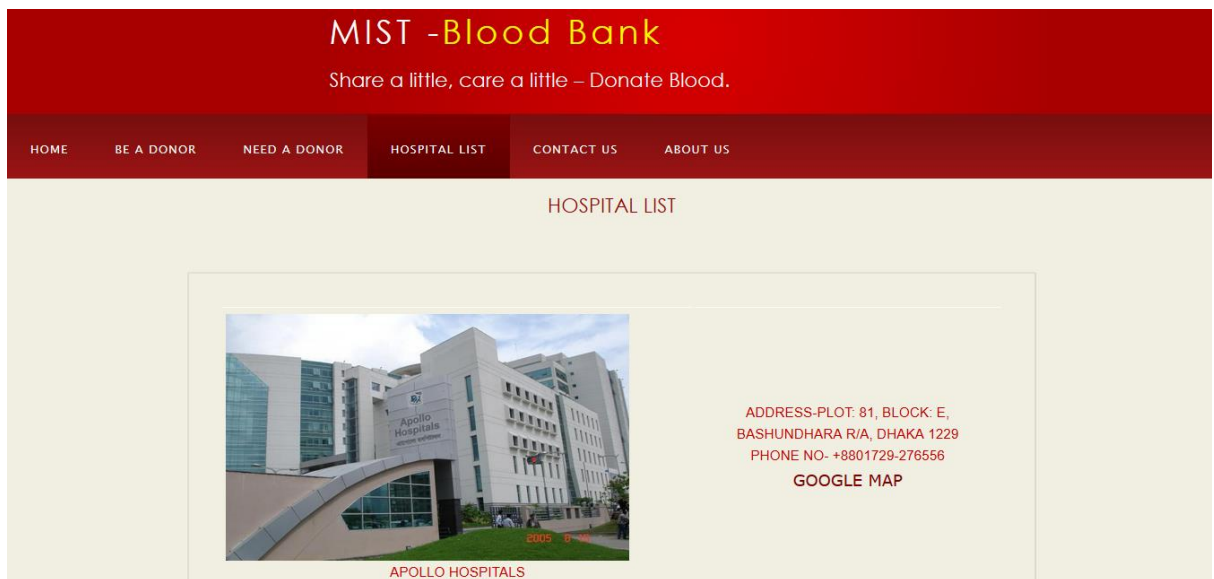 MIST -Blood Bank
Share a little, care a little – Donate Blood.
HOME BE A DONOR NEED A DONOR HOSPITAL LIST CONTACT US ABOUT US
HOSPITAL LIST
Apollo
Hospitals
2005
APOLLO HOSPITALS
ADDRESS-PLOT: 81, BLOCK: E,
BASHUNDHARA R/A, DHAKA 1229
PHONE NO- +8801729-276556
GOOGLE MAP